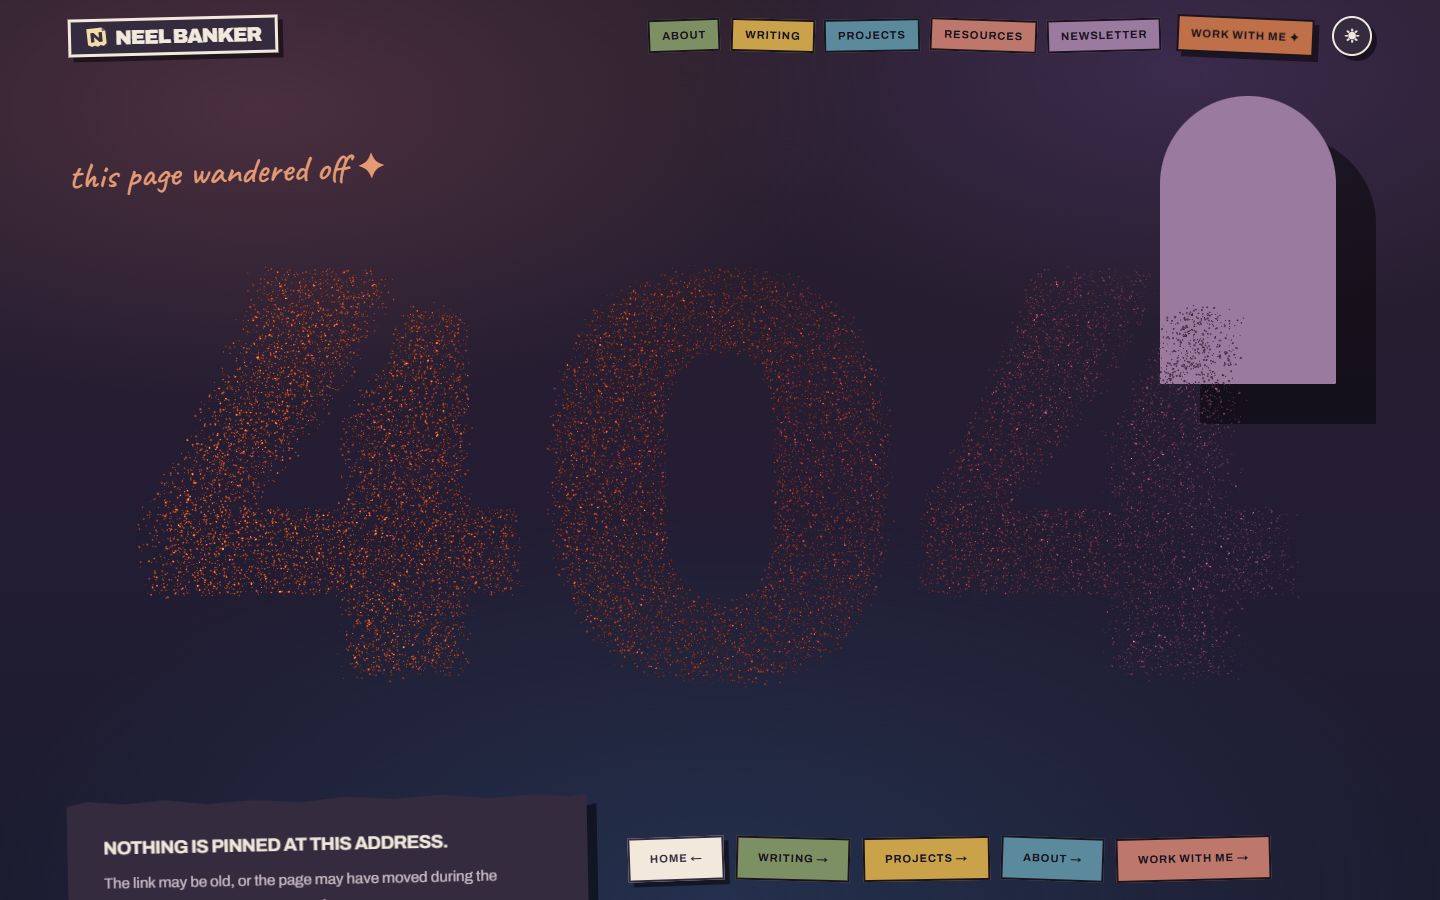 N NEEL BANKER
ABOUT
WRITING
PROJECTS
RESOURCES
NEWSLETTER
WORK WITH ME ✦
this page wandered off ✦
404
NOTHING IS PINNED AT THIS ADDRESS.
The link may be old, or the page may have moved during the
HOME ←
WRITING →
PROJECTS →
ABOUT →
WORK WITH ME →